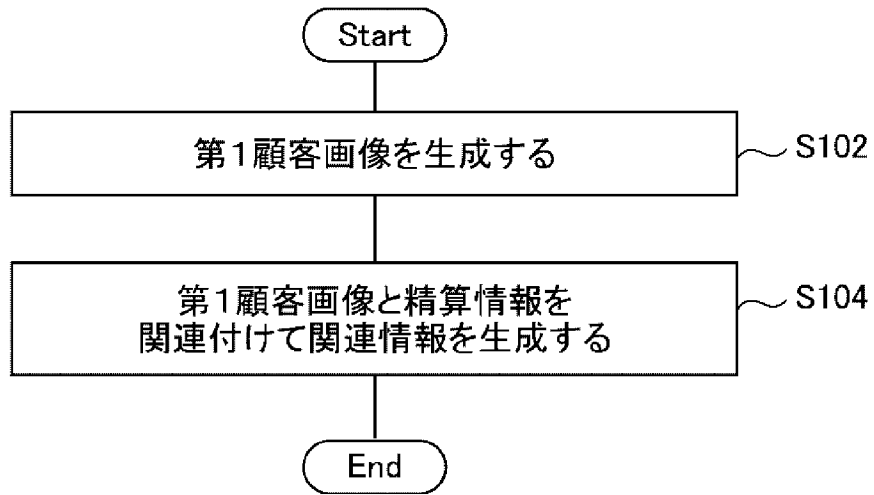 Start
第１顧客画像を生成する
S102
第１顧客画像と精算情報を
関連付けて関連情報を生成する
S104
End